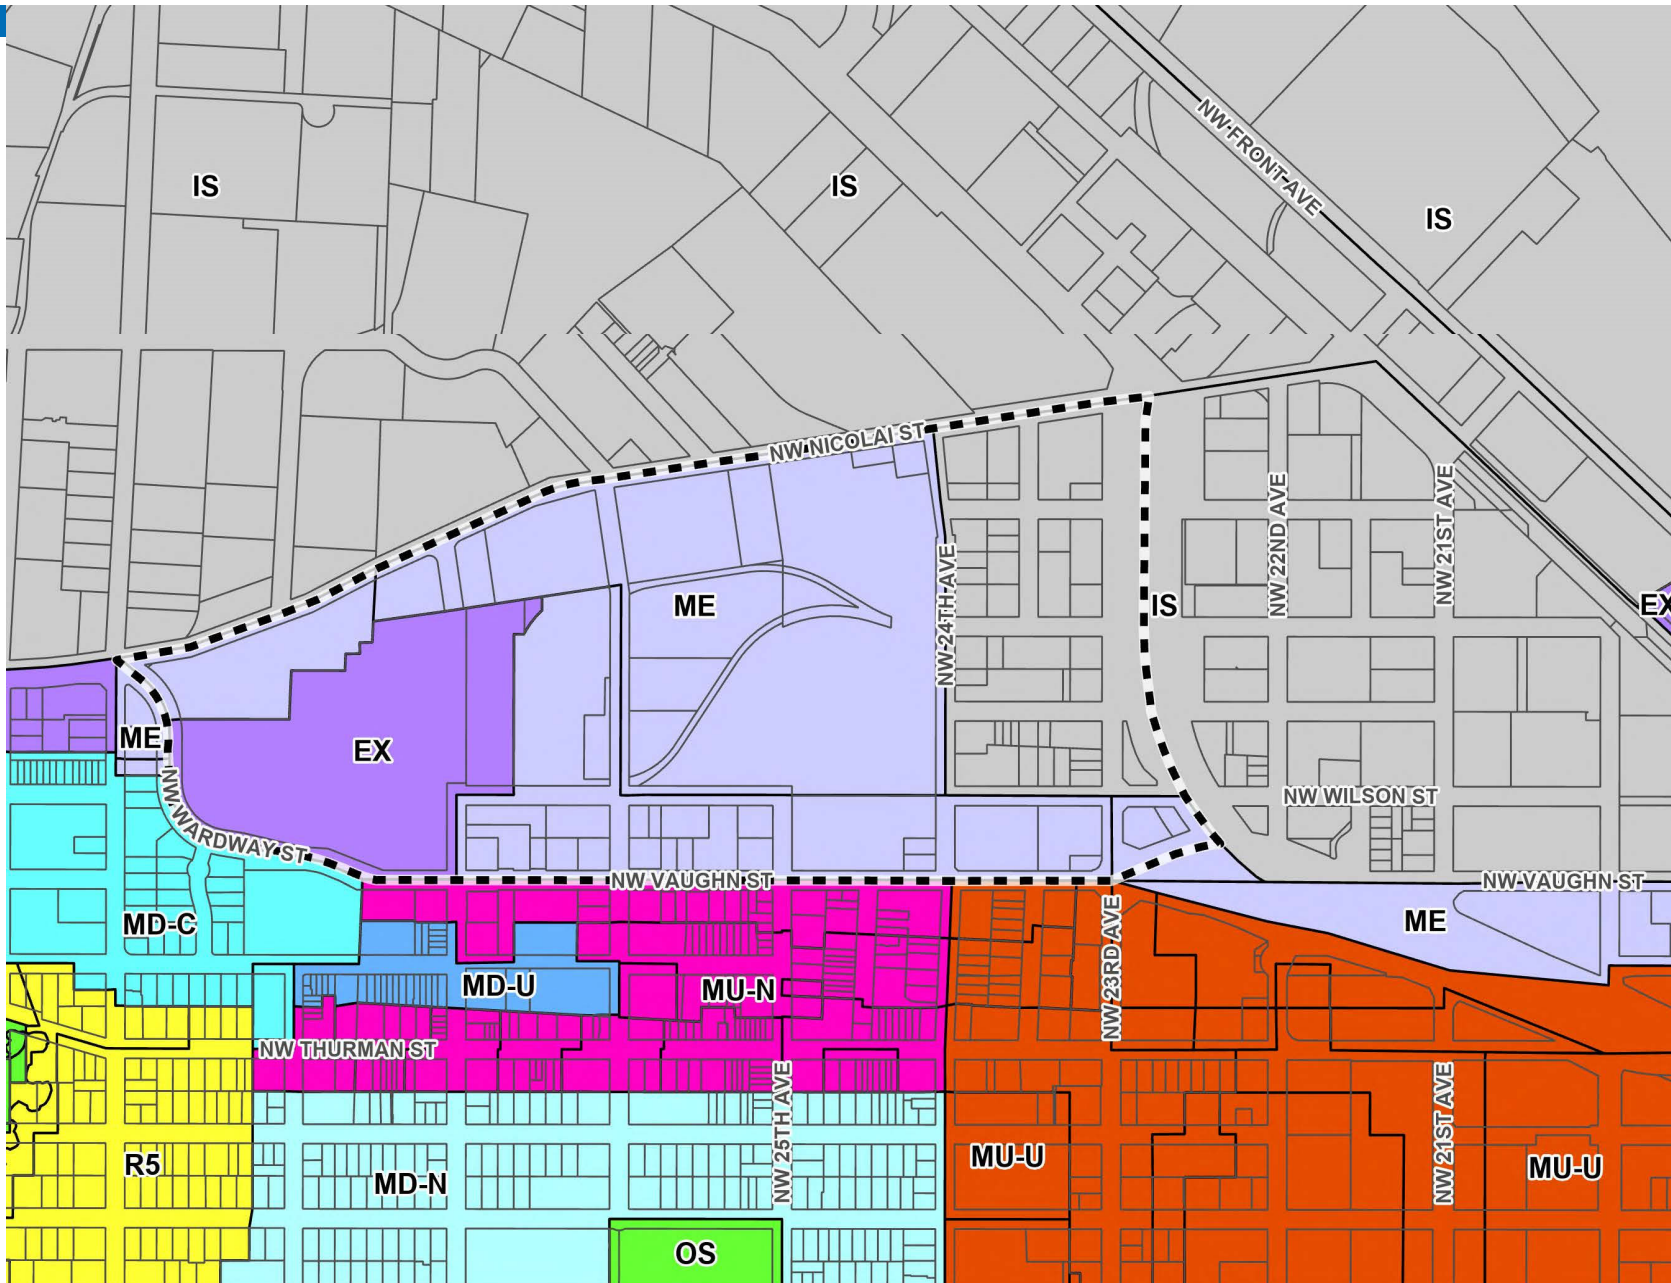 IS
IS
IS
NW FRONT AVE
NW NICOLAI ST
NW 24TH AVE
NW 22ND AVE
NW 21ST AVE
ME
IS
EX
ME
EX
NW WARDWAY ST
NW WILSON ST
NW VAUGHN ST
NW VAUGHN ST
MD-C
ME
MD-U
MU-N
NW 23RD AVE
NW THURMAN ST
NW 25TH AVE
NW 21ST AVE
R5
MD-N
MU-U
MU-U
OS